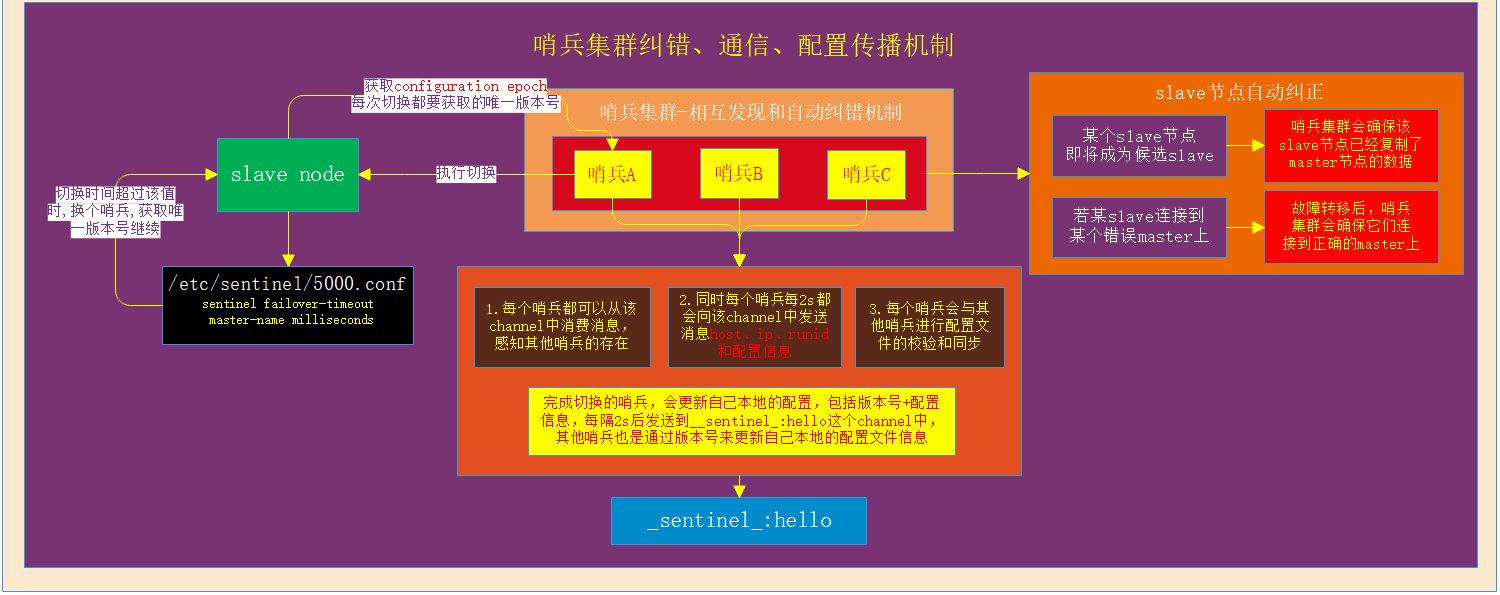 哨兵集群纠错、通信、配置传播机制
获取configuration epoch
每次切换都要获取的唯一版本号
哨兵集群-相互发现和自动纠错机制
哨兵A
哨兵B
哨兵C
slave node
执行切换
切换时间超过该值
时,换个哨兵,获取唯
一版本号继续
/etc/sentinel/5000.conf
sentinel failover-timeout
master-name milliseconds
slave节点自动纠正
某个slave节点
即将成为候选slave
哨兵集群会确保该
slave节点已经复制了
master节点的数据
若某slave连接到
某个错误master上
故障转移后，哨兵
集群会确保它们连
接到正确的master上
1.每个哨兵都可以从该
channel中消费消息，
感知其他哨兵的存在
2.同时每个哨兵每2s都
会向该channel中发送
消息host、ip、runid
和配置信息
3.每个哨兵会与其
他哨兵进行配置文
件的校验和同步
完成切换的哨兵，会更新自己本地的配置，包括版本号+配置
信息，每隔2s后发送到__sentinel_:hello这个channel中，
其他哨兵也是通过版本号来更新自己本地的配置文件信息
_sentinel_:hello